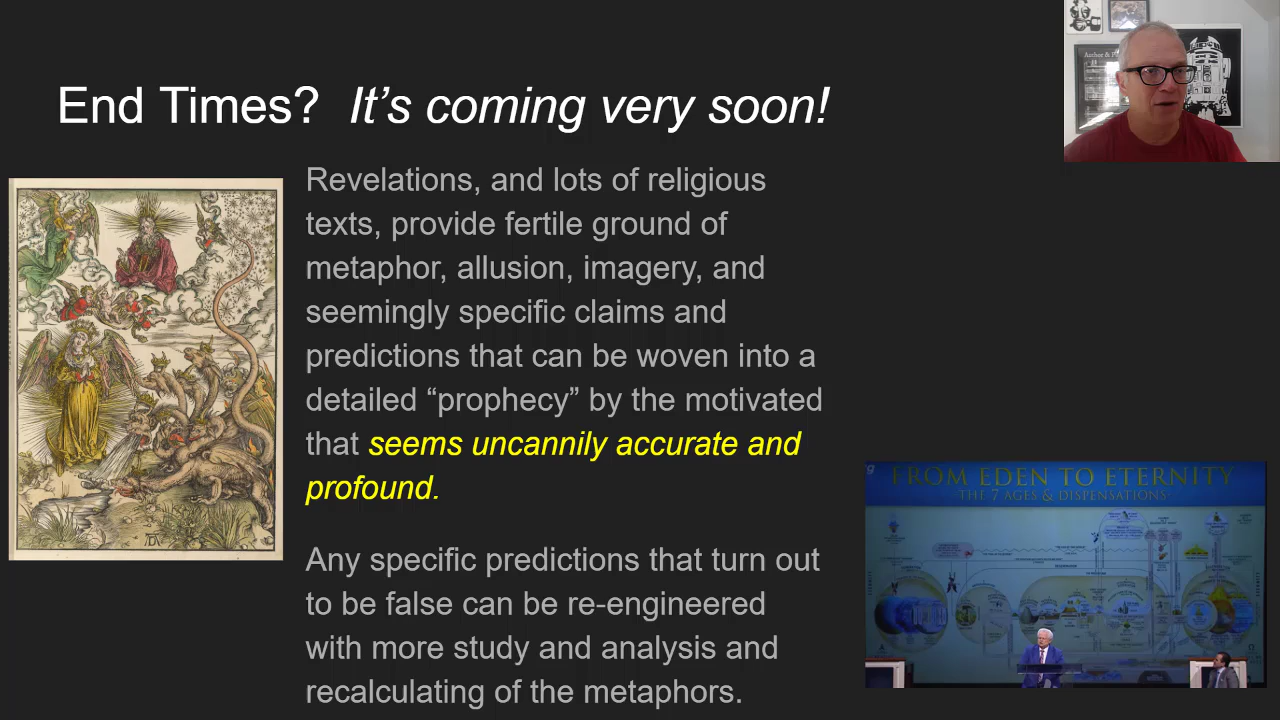 End Times? It’s coming very soon!
Revelations, and lots of religious
texts, provide fertile ground of
metaphor, allusion, imagery, and
seemingly specific claims and
predictions that can be woven into a
detailed “prophecy” by the motivated
that seems uncannily accurate and
profound.
Any specific predictions that turn out
to be false can be re-engineered
with more study and analysis and
recalculating of the metaphors.
FROM EDEN TO ETERNITY
THE 7 AGES & DISPENSATIONS
Author &